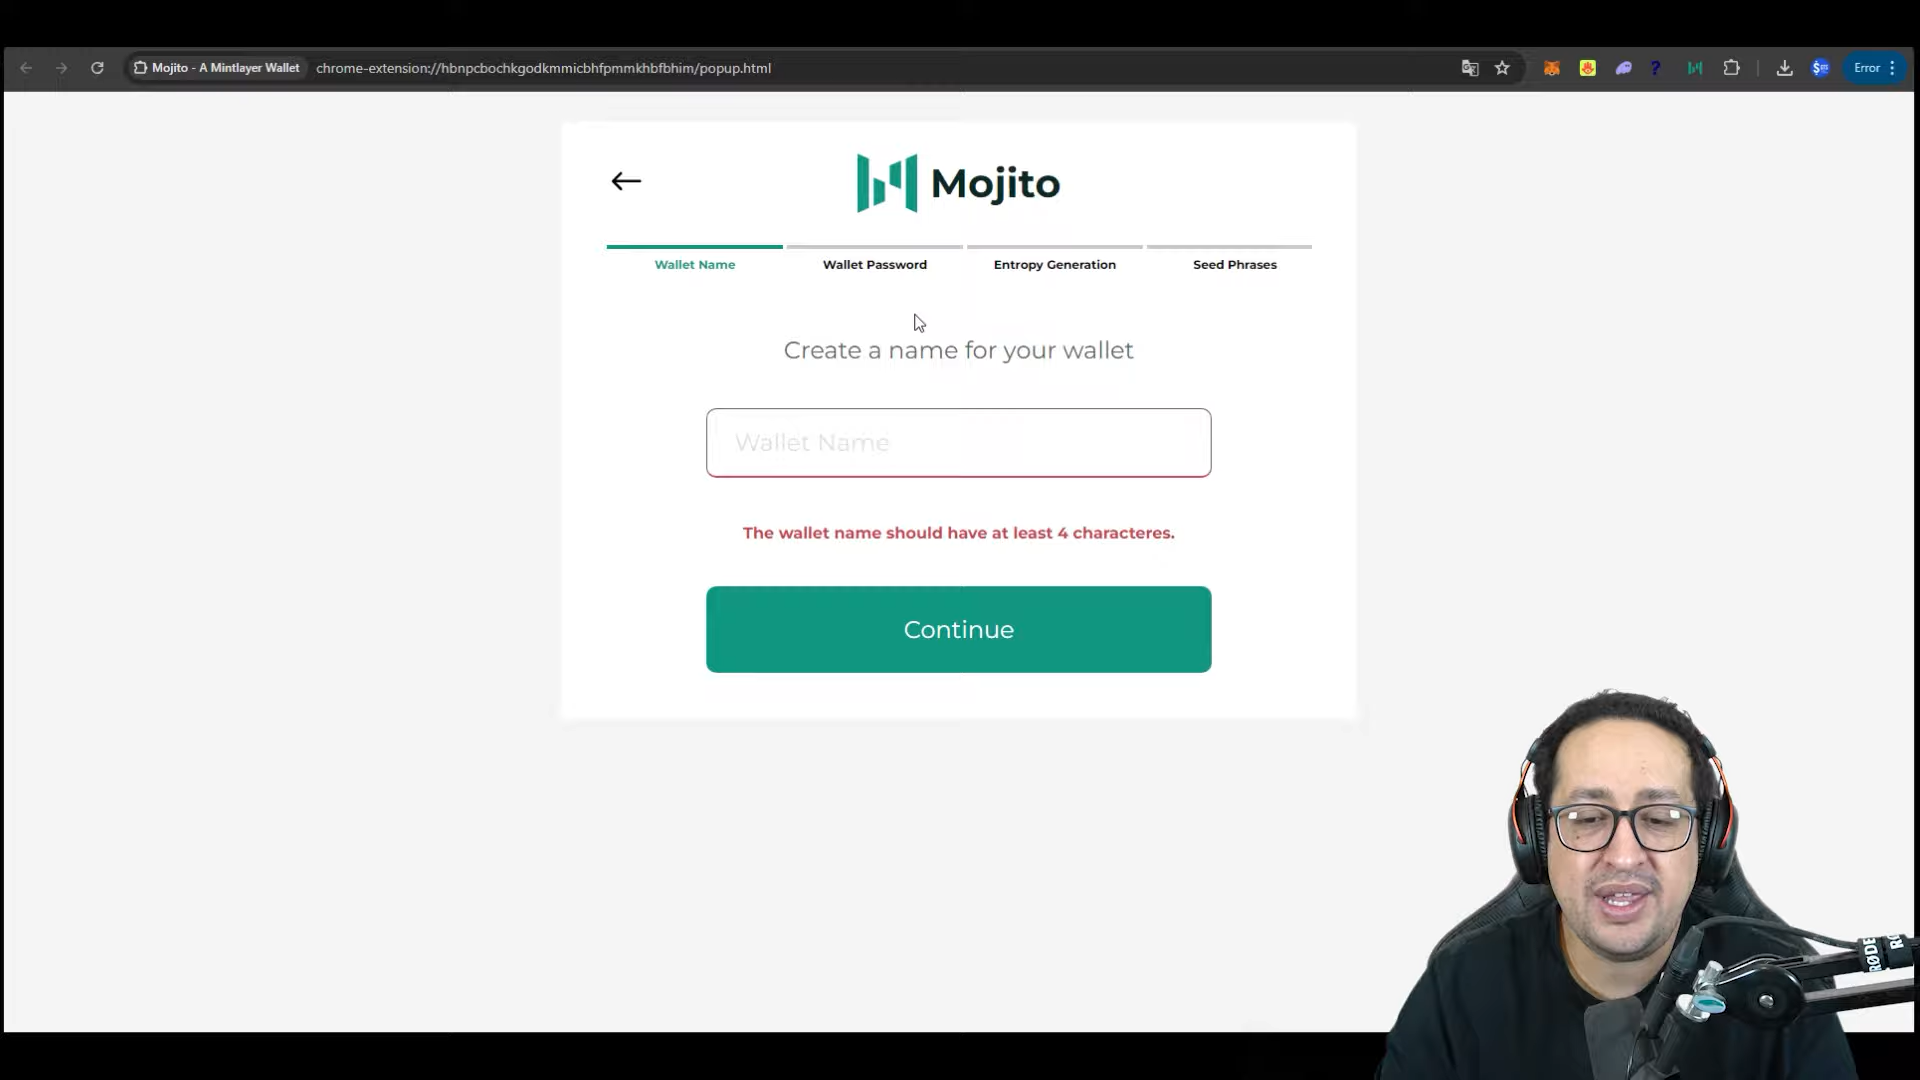 Mojito - A Mintlayer Wallet chrome-extension://hbnpcbochkgodkmmicbhfpmmkhbfbhim/popup.html Error
Mojito
Wallet Name Wallet Password Entropy Generation Seed Phrases
Create a name for your wallet
Wallet Name
The wallet name should have at least 4 characteres.
Continue
RØDE